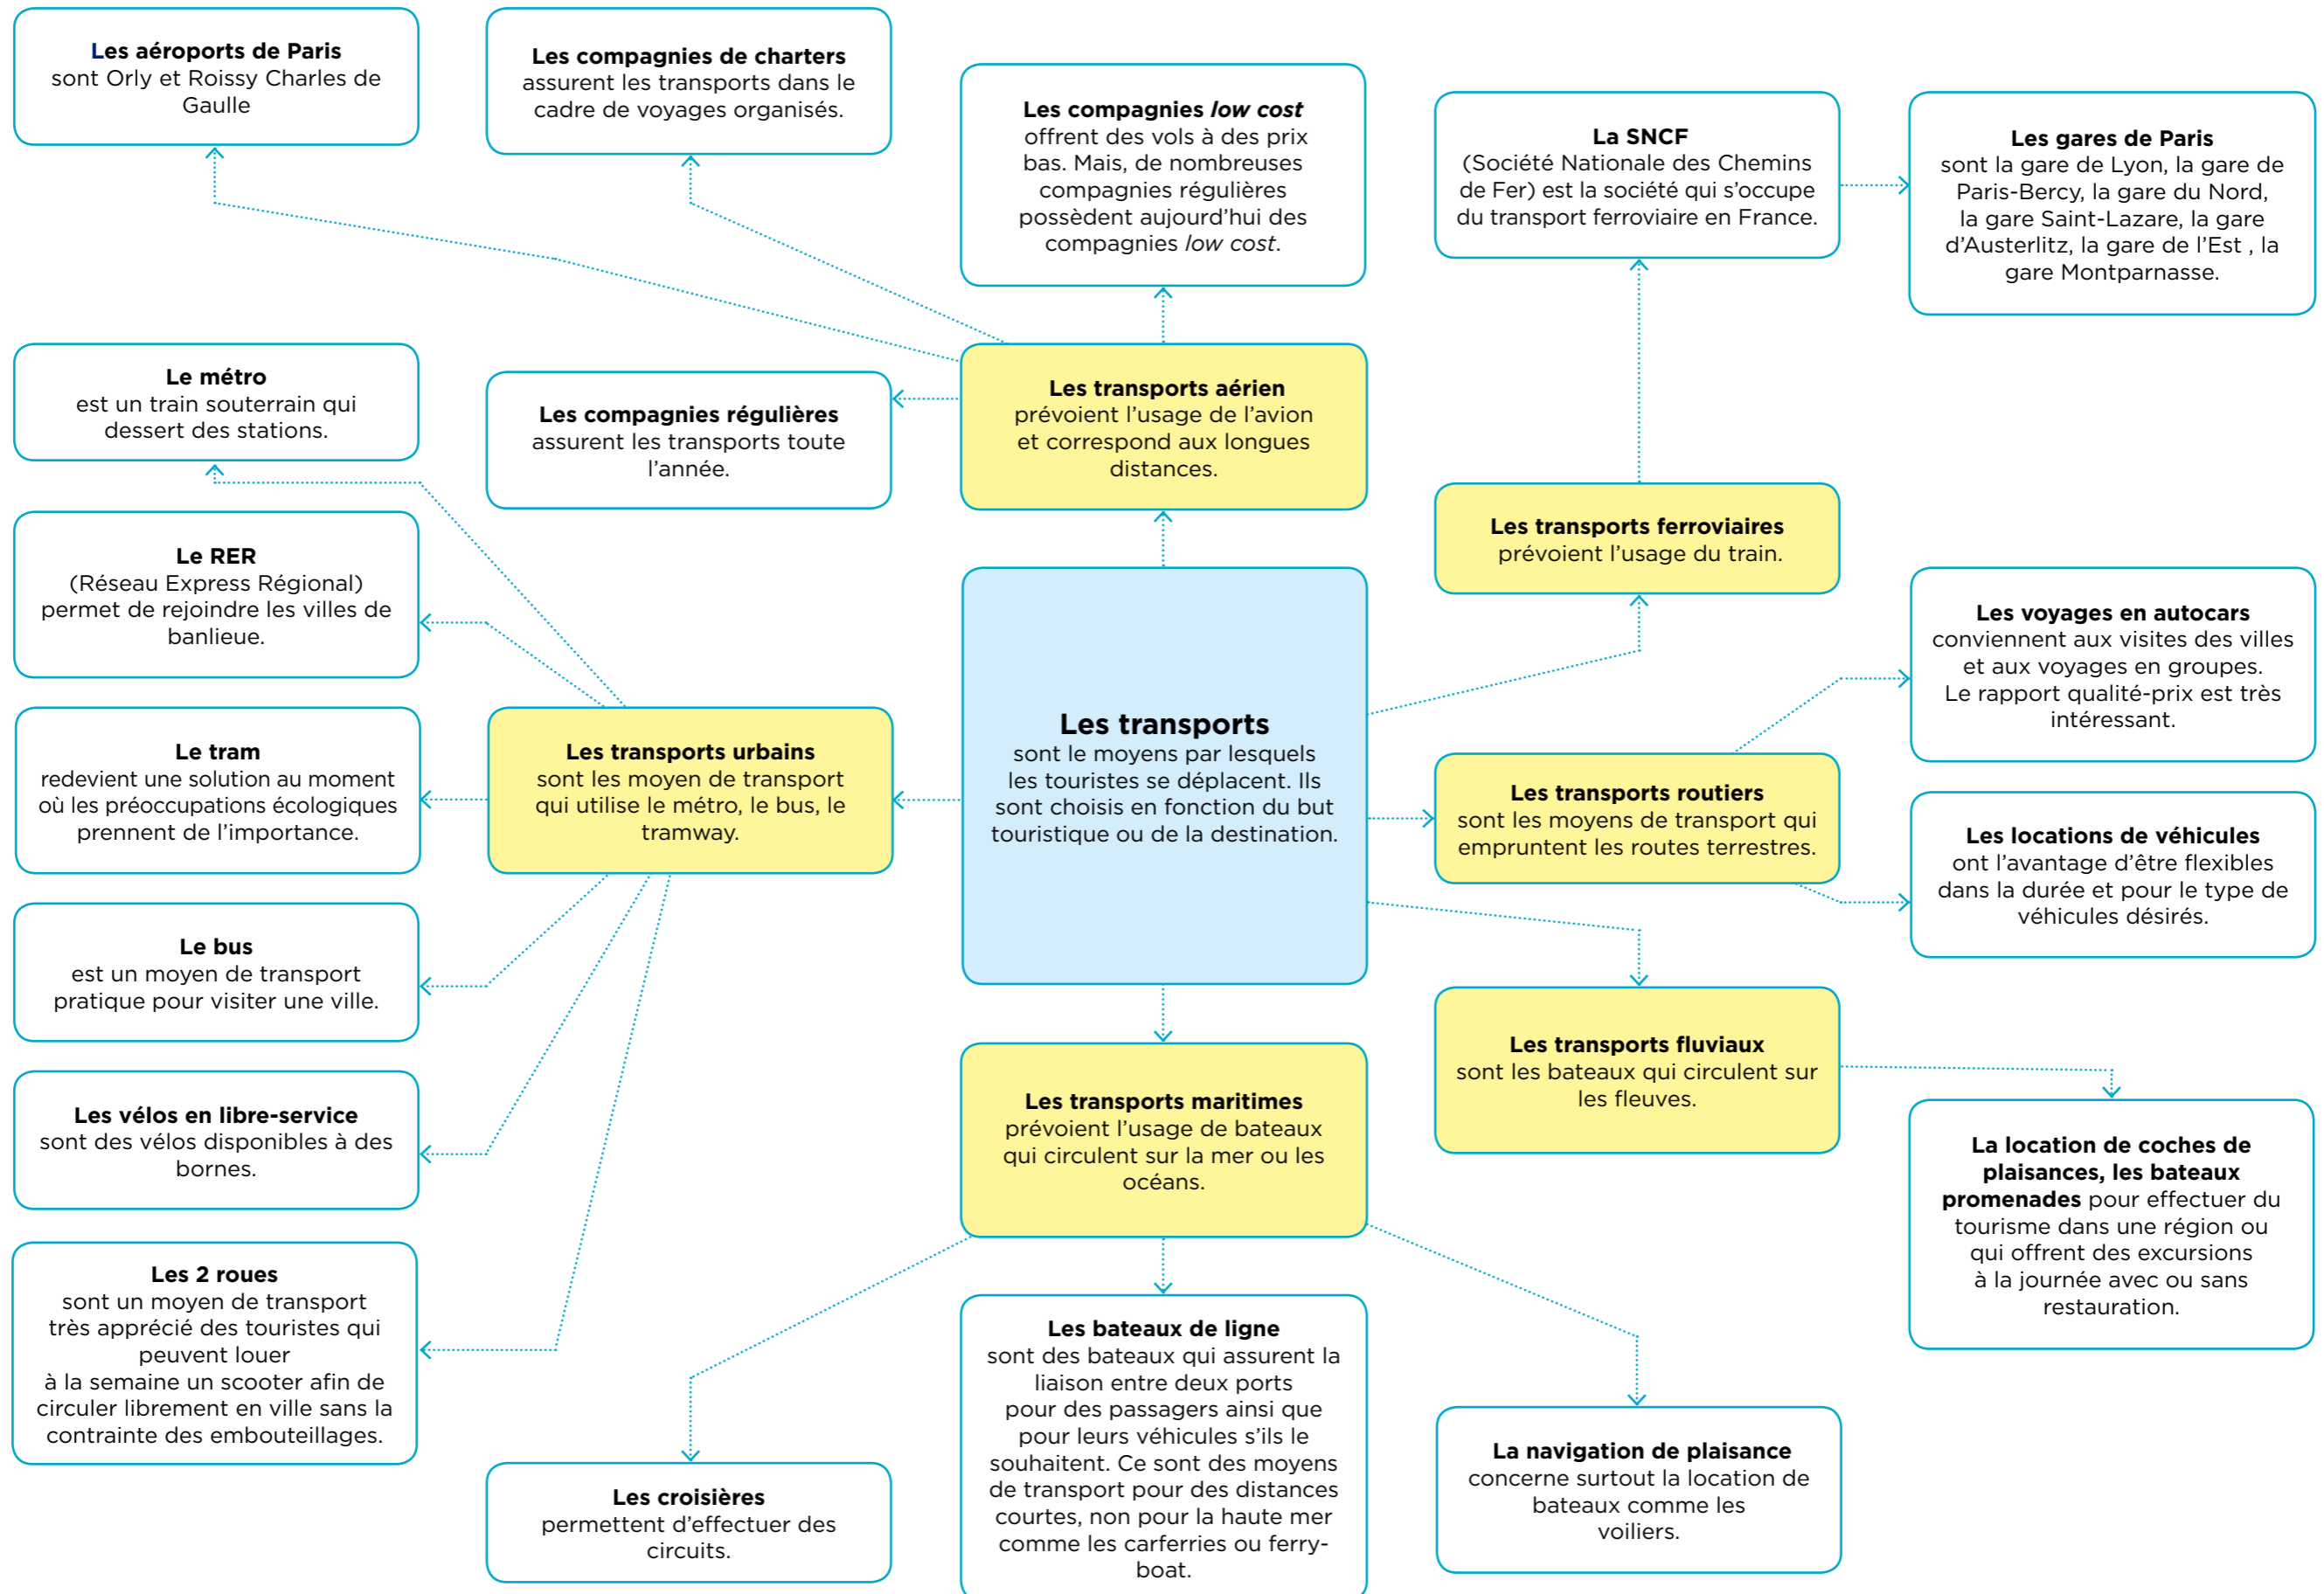 Les aéroports de Paris
sont Orly et Roissy Charles de
Gaulle
Les compagnies de charters
assurent les transports dans le
cadre de voyages organisés.
Les compagnies low cost
offrent des vols à des prix
bas. Mais, de nombreuses
compagnies régulières
possèdent aujourd'hui des
compagnies low cost.
La SNCF
(Société Nationale des Chemins
de Fer) est la société qui s'occupe
du transport ferroviaire en France.
Les gares de Paris
sont la gare de Lyon, la gare de
Paris-Bercy, la gare du Nord,
la gare Saint-Lazare, la gare
d'Austerlitz, la gare de l'Est , la
gare Montparnasse.
Le métro
est un train souterrain qui
dessert des stations.
Les compagnies régulières
assurent les transports toute
l'année.
Les transports aérien
prévoient l'usage de l'avion
et correspond aux longues
distances.
Les transports ferroviaires
prévoient l'usage du train.
Le RER
(Réseau Express Régional)
permet de rejoindre les villes de
banlieue.
Les voyages en autocars
conviennent aux visites des villes
et aux voyages en groupes.
Le rapport qualité-prix est très
intéressant.
Le tram
redevient une solution au moment
où les préoccupations écologiques
prennent de l'importance.
Les transports urbains
sont les moyen de transport
qui utilise le métro, le bus, le
tramway.
Les transports
sont le moyens par lesquels
les touristes se déplacent. Ils
sont choisis en fonction du but
touristique ou de la destination.
Les transports routiers
sont les moyens de transport qui
empruntent les routes terrestres.
Les locations de véhicules
ont l'avantage d'être flexibles
dans la durée et pour le type de
véhicules désirés.
Le bus
est un moyen de transport
pratique pour visiter une ville.
Les transports fluviaux
sont les bateaux qui circulent sur
les fleuves.
Les vélos en libre-service
sont des vélos disponibles à des
bornes.
Les transports maritimes
prévoient l'usage de bateaux
qui circulent sur la mer ou les
océans.
La location de coches de
plaisances, les bateaux
promenades pour effectuer du
tourisme dans une région ou
qui offrent des excursions
à la journée avec ou sans
restauration.
Les 2 roues
sont un moyen de transport
très apprécié des touristes qui
peuvent louer
à la semaine un scooter afin de
circuler librement en ville sans la
contrainte des embouteillages.
Les bateaux de ligne
sont des bateaux qui assurent la
liaison entre deux ports
pour des passagers ainsi que
pour leurs véhicules s'ils le
souhaitent. Ce sont des moyens
de transport pour des distances
courtes, non pour la haute mer
comme les carferries ou ferry-
boat.
La navigation de plaisance
concerne surtout la location de
bateaux comme les
voiliers.
Les croisières
permettent d'effectuer des
circuits.